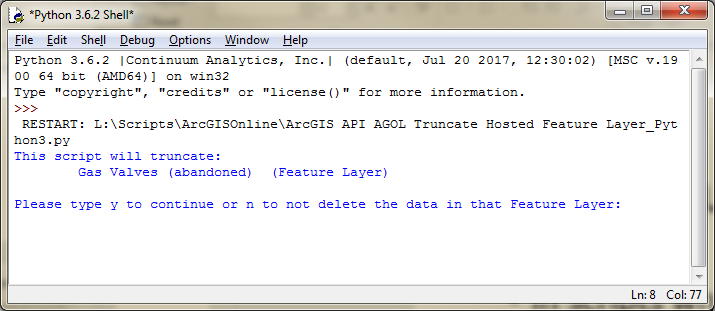 *Python 3.6.2 Shell*
File Edit Shell Debug Options Window Help
Python 3.6.2 |Continuum Analytics, Inc.| (default, Jul 20 2017, 12:30:02) [MSC v.19
00 64 bit (AMD64)] on win32
Type "copyright", "credits" or "license()" for more information.
>>>
RESTART: L:\Scripts\ArcGISOnline\ArcGIS API AGOL Truncate Hosted Feature Layer_Pyt
hon3.py
This script will truncate:
Gas Valves (abandoned) (Feature Layer)
Please type y to continue or n to not delete the data in that Feature Layer:
Ln: 8 Col: 77